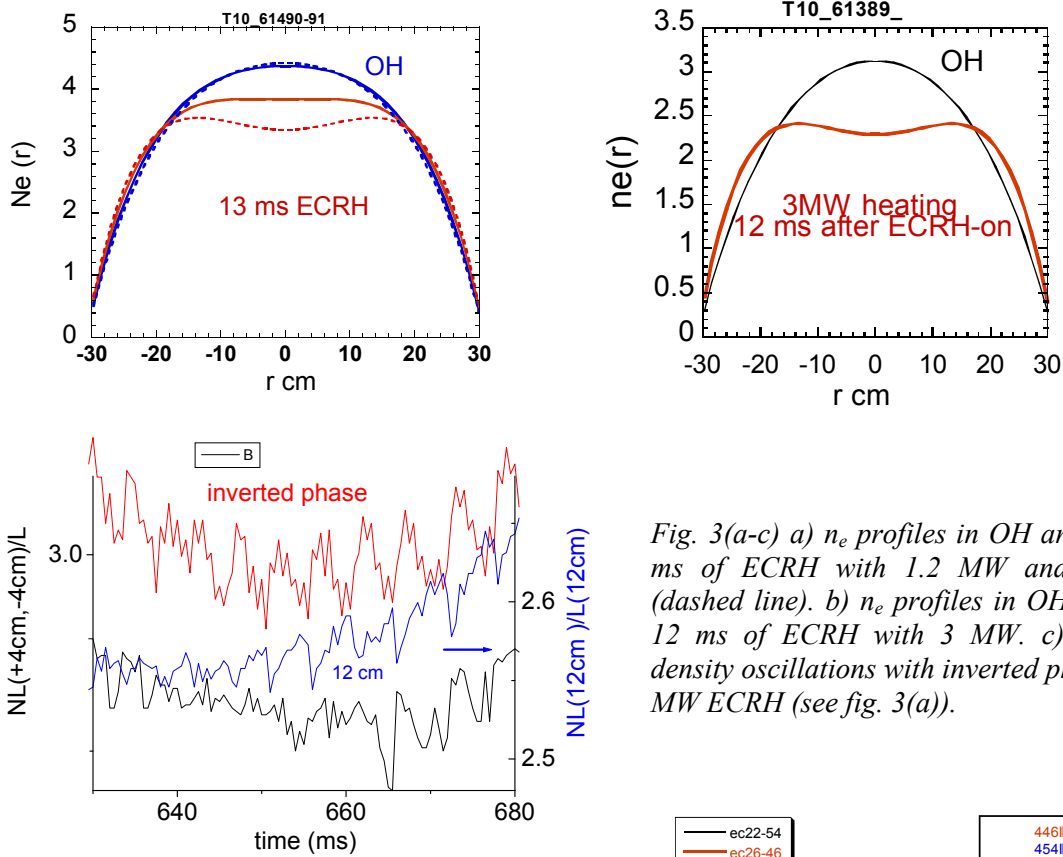 T10_61490-91
5
4
3
2
1
0
Ne (r)
OH
13 ms ECRH
-30 -20 -10 0 10 20 30
r cm
T10_61389_
3.5
3
2.5
2
1.5
1
0.5
0
ne(r)
OH
3MW heating
12 ms after ECRH-on
-30 -20 -10 0 10 20 30
r cm
B
inverted phase
NL(+4cm,-4cm)/L
3.0
12 cm
2.6
2.5
NL(12cm )/L(12cm)
640 660 680
time (ms)
Fig. 3(a-c) a) ne profiles in OH an
ms of ECRH with 1.2 MW and
(dashed line). b) ne profiles in OH
12 ms of ECRH with 3 MW. c)
density oscillations with inverted p
MW ECRH (see fig. 3(a)).
ec22-54
ec26-46
446
454